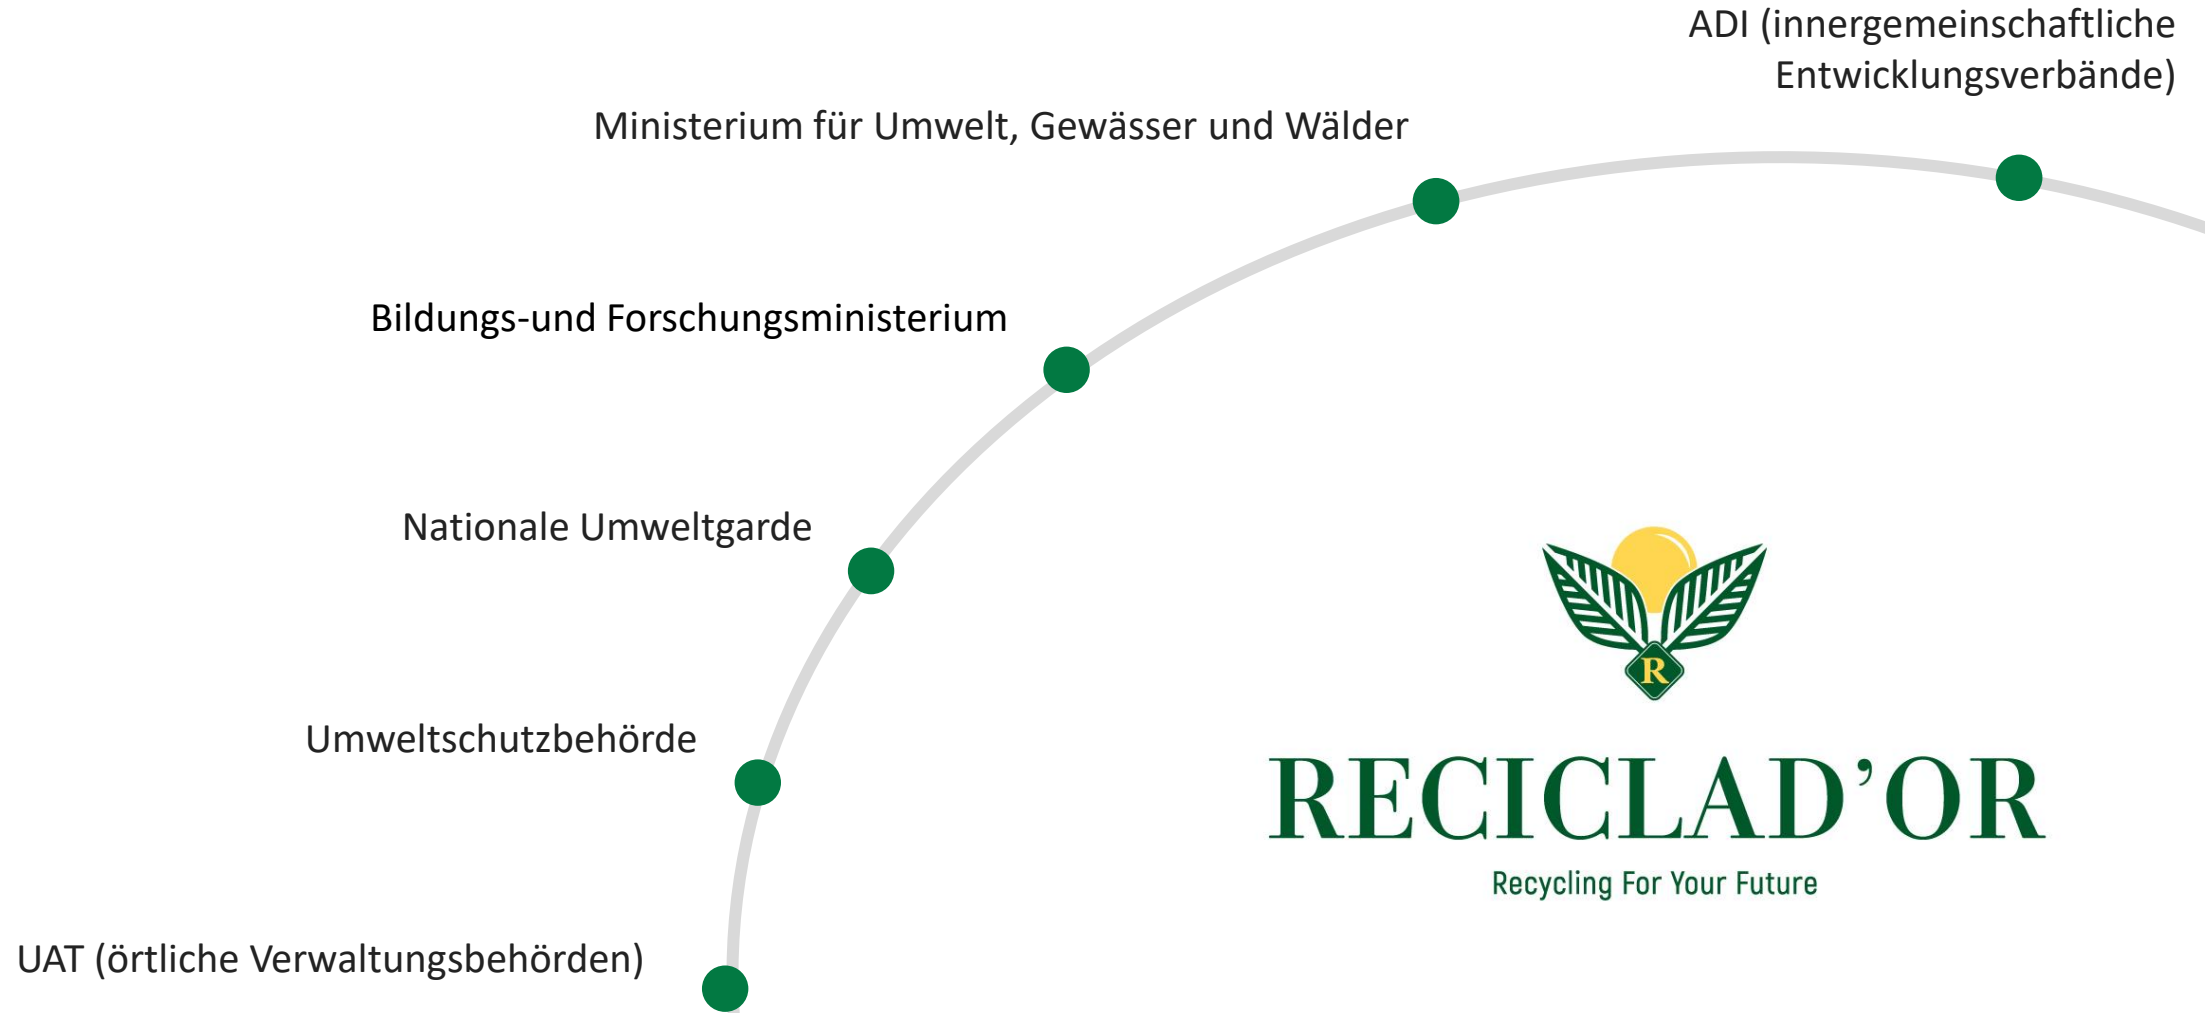 ADI (innergemeinschaftliche
Entwicklungsverbände)
Ministerium für Umwelt, Gewässer und Wälder
Bildungs-und Forschungsministerium
Nationale Umweltgarde
Umweltschutzbehörde
UAT (örtliche Verwaltungsbehörden)
R
RECICLAD’OR
Recycling For Your Future